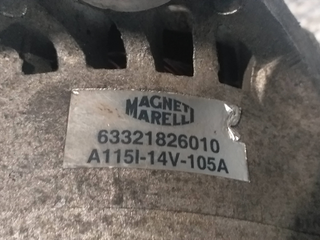 MAGNETI
MARELLI
63321826010
A115I-14V-105A